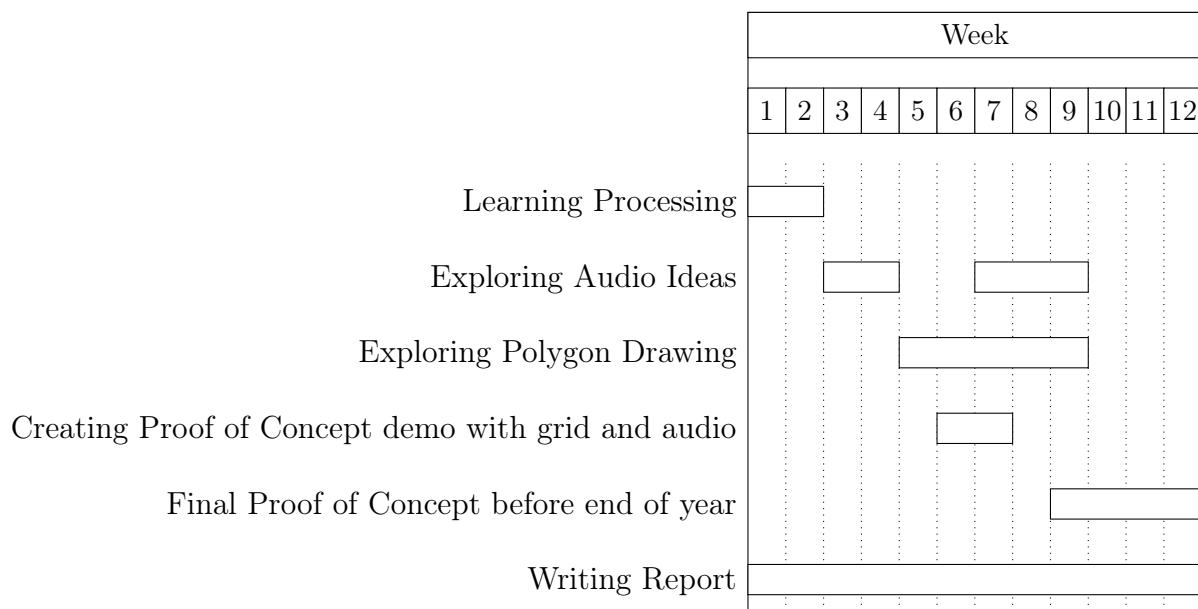 Week
1 2 3 4 5 6 7 8 9 10 11 12
Learning Processing
Exploring Audio Ideas
Exploring Polygon Drawing
Creating Proof of Concept demo with grid and audio
Final Proof of Concept before end of year
Writing Report